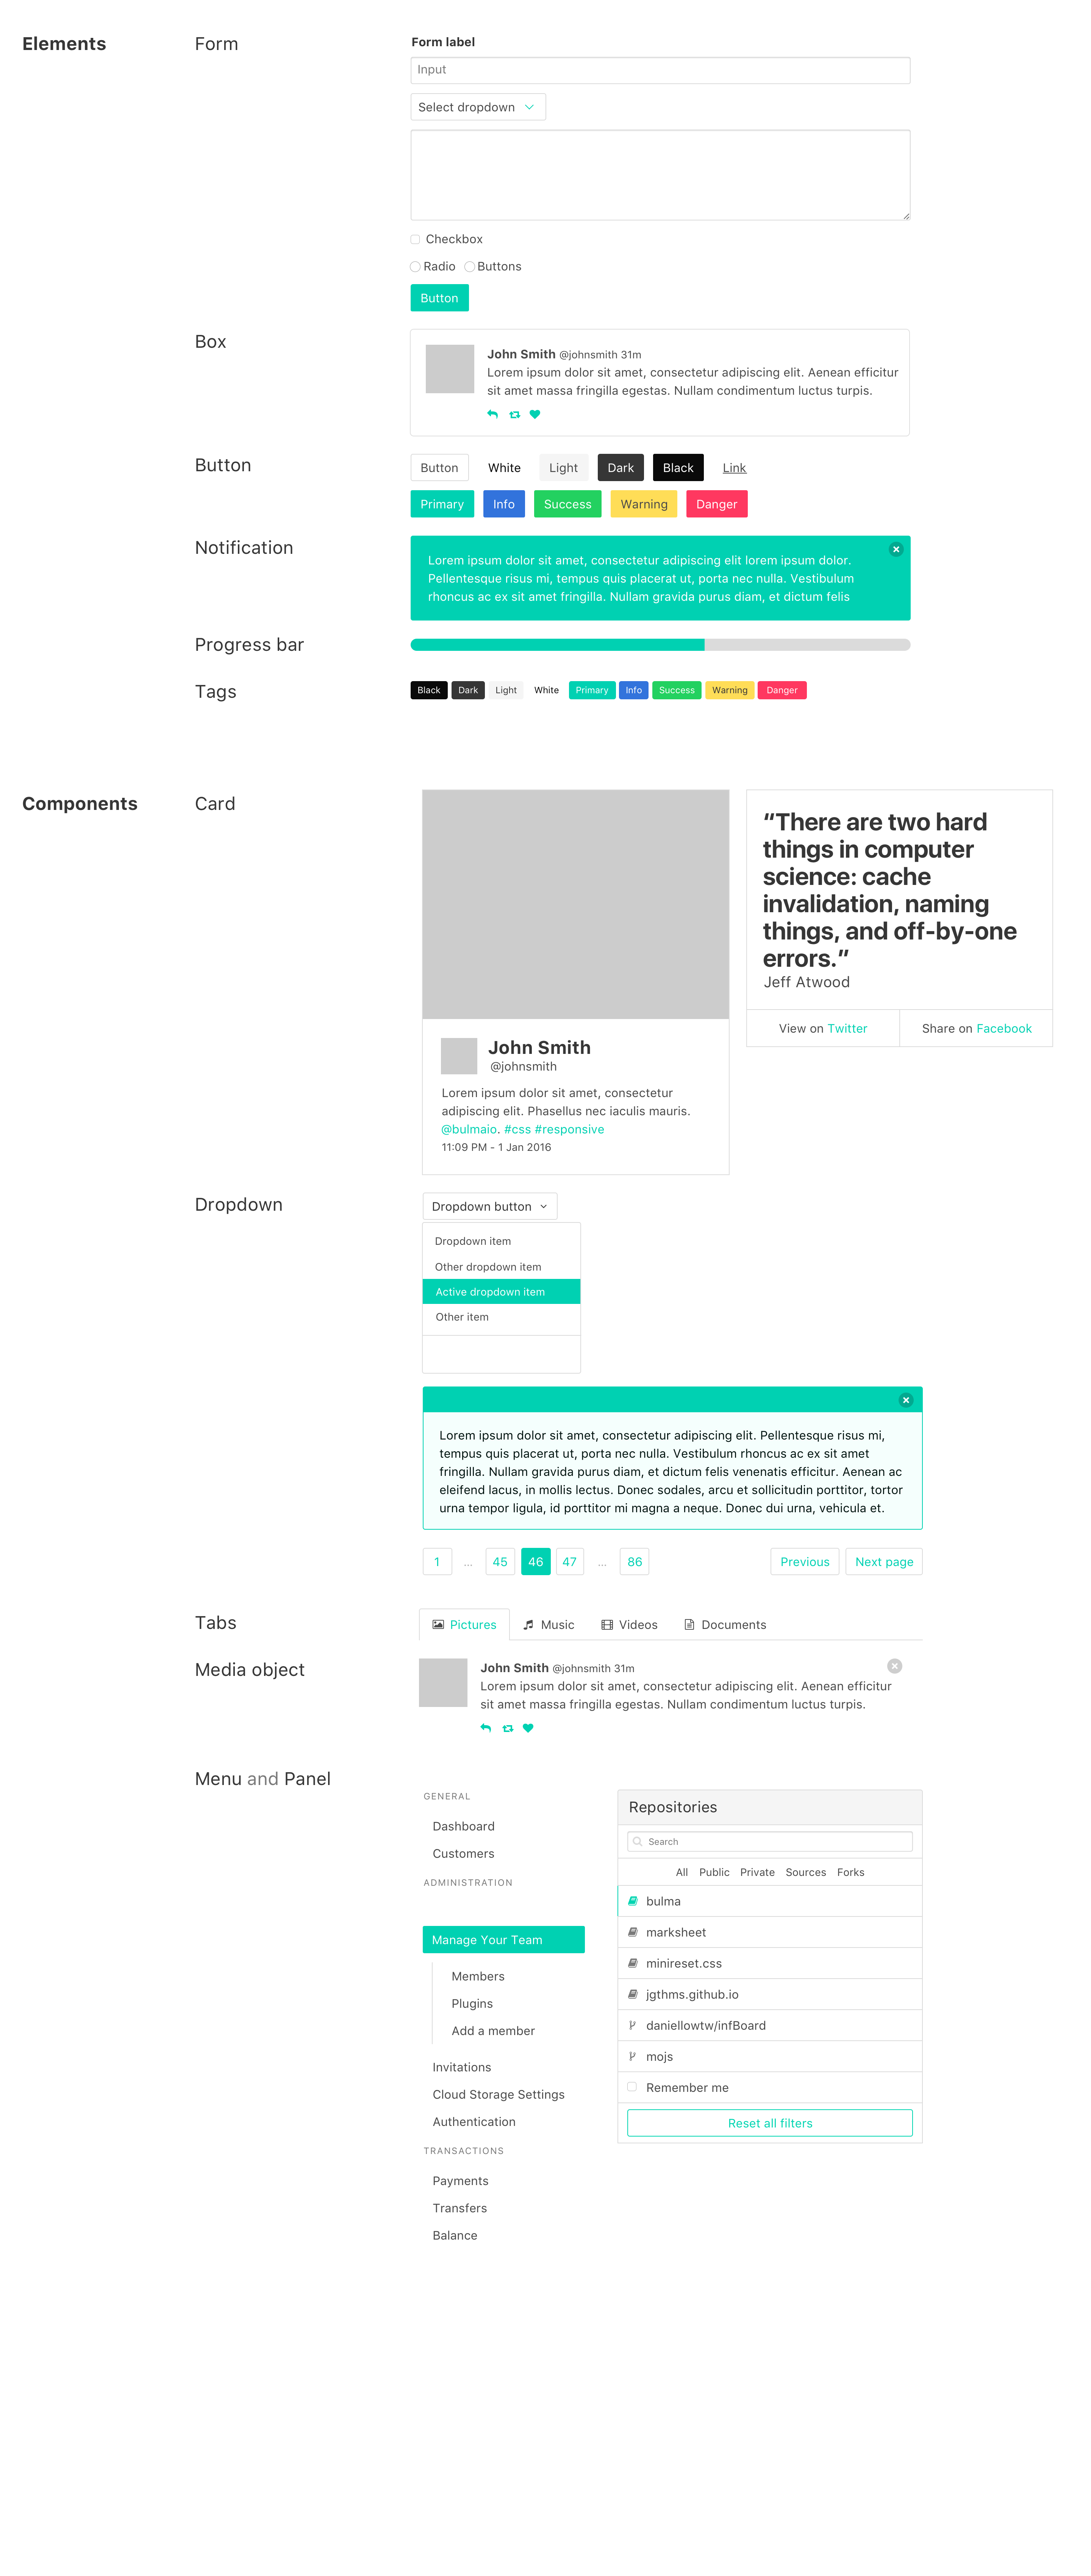 Elements
Form
Form label
Input
Select dropdown
Checkbox
Radio Buttons
Button
Box
John Smith @johnsmith 31m
Lorem ipsum dolor sit amet, consectetur adipiscing elit. Aenean efficitur
sit amet massa fringilla egestas. Nullam condimentum luctus turpis.
Button
Button White Light Dark Black Link
Primary Info Success Warning Danger
Notification
Lorem ipsum dolor sit amet, consectetur adipiscing elit lorem ipsum dolor.
Pellentesque risus mi, tempus quis placerat ut, porta nec nulla. Vestibulum
rhoncus ac ex sit amet fringilla. Nullam gravida purus diam, et dictum felis
Progress bar
Tags
Black Dark Light White Primary Info Success Warning Danger
Components
Card
John Smith
@johnsmith
Lorem ipsum dolor sit amet, consectetur
adipiscing elit. Phasellus nec iaculis mauris.
@bulmaio. #css #responsive
11:09 PM - 1 Jan 2016
“There are two hard
things in computer
science: cache
invalidation, naming
things, and off-by-one
errors.”
Jeff Atwood
View on Twitter
Share on Facebook
Dropdown
Dropdown button
Dropdown item
Other dropdown item
Active dropdown item
Other item
Lorem ipsum dolor sit amet, consectetur adipiscing elit. Pellentesque risus mi,
tempus quis placerat ut, porta nec nulla. Vestibulum rhoncus ac ex sit amet
fringilla. Nullam gravida purus diam, et dictum felis venenatis efficitur. Aenean ac
eleifend lacus, in mollis lectus. Donec sodales, arcu et sollicitudin porttitor, tortor
urna tempor ligula, id porttitor mi magna a neque. Donec dui urna, vehicula et.
1 ... 45 46 47 ... 86 Previous Next page
Tabs
Pictures Music Videos Documents
Media object
John Smith @johnsmith 31m
Lorem ipsum dolor sit amet, consectetur adipiscing elit. Aenean efficitur
sit amet massa fringilla egestas. Nullam condimentum luctus turpis.
Menu and Panel
GENERAL
Dashboard
Customers
ADMINISTRATION
Manage Your Team
Members
Plugins
Add a member
Invitations
Cloud Storage Settings
Authentication
TRANSACTIONS
Payments
Transfers
Balance
Repositories
Search
All Public Private Sources Forks
bulma
marksheet
minireset.css
jgthms.github.io
daniellowtw/infBoard
mojs
Remember me
Reset all filters